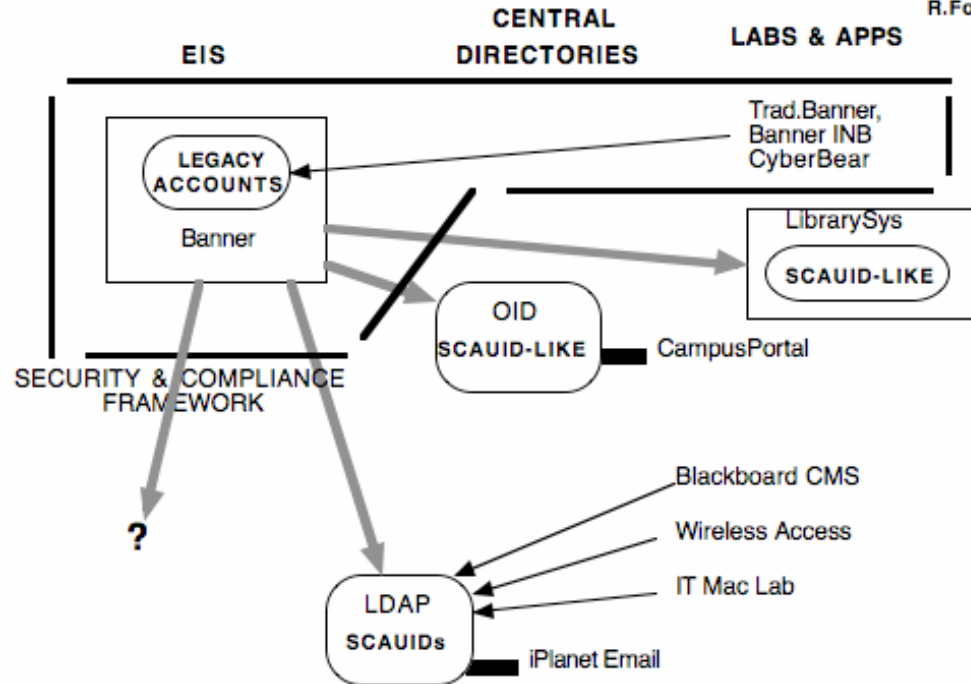 R.Fo
CENTRAL
DIRECTORIES
EIS
LABS & APPS
Trad.Banner,
Banner INB
CyberBear
LEGACY
ACCOUNTS
Banner
LibrarySys
SCAUID-LIKE
OID
SCAUID-LIKE
CampusPortal
SECURITY & COMPLIANCE
FRAMEWORK
?
Blackboard CMS
Wireless Access
IT Mac Lab
LDAP
SCAUIDs
iPlanet Email